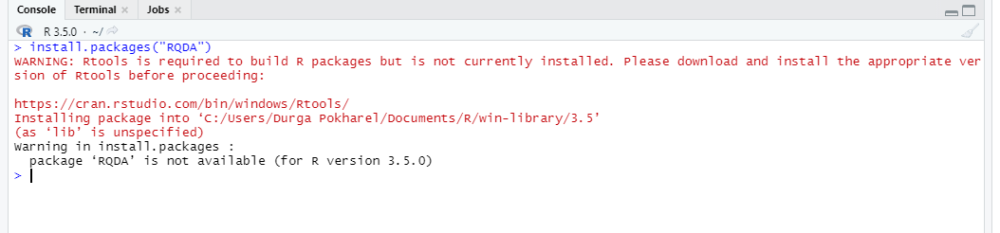 Console Terminal × Jobs ×
R 3.5.0 · ~/
> install.packages("RQDA")
WARNING: Rtools is required to build R packages but is not currently installed. Please download and install the appropriate ver
sion of Rtools before proceeding:
https://cran.rstudio.com/bin/windows/Rtools/
Installing package into ‘C:/Users/Durga Pokharel/Documents/R/win-library/3.5’
(as ‘lib’ is unspecified)
Warning in install.packages :
package ‘RQDA’ is not available (for R version 3.5.0)
>